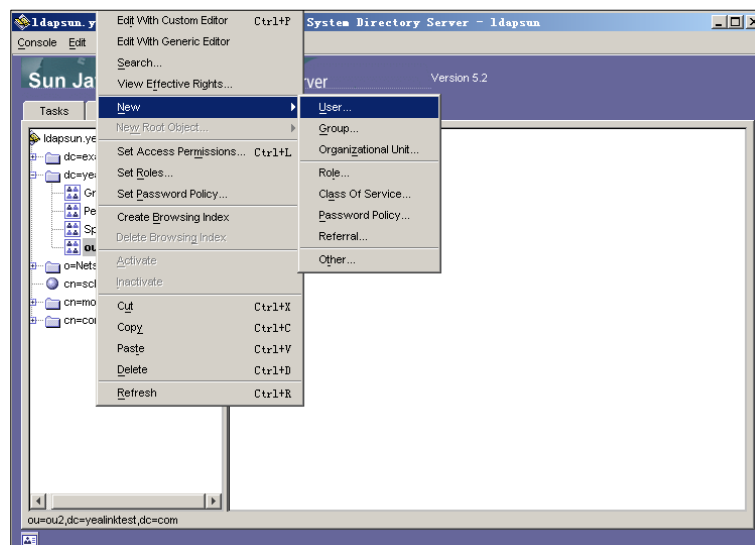 ldapsun.y System Directory Server - ldapsun
Console Edit
Sun Ja ver Version 5.2
Tasks
ldapsun.ye
dc=exa
dc=yea
Gr
Pe
Sp
ou
o=Nets
cn=sch
cn=mo
cn=con
Edit With Custom Editor Ctrl+P
Edit With Generic Editor
Search...
View Effective Rights...
New
New Root Object...
Set Access Permissions... Ctrl+L
Set Roles...
Set Password Policy...
Create Browsing Index
Delete Browsing Index
Activate
Inactivate
Cut Ctrl+X
Copy Ctrl+C
Paste Ctrl+V
Delete Ctrl+D
Refresh Ctrl+R
User...
Group...
Organizational Unit...
Role...
Class Of Service...
Password Policy...
Referral...
Other...
ou=ou2,dc=yealinktest,dc=com